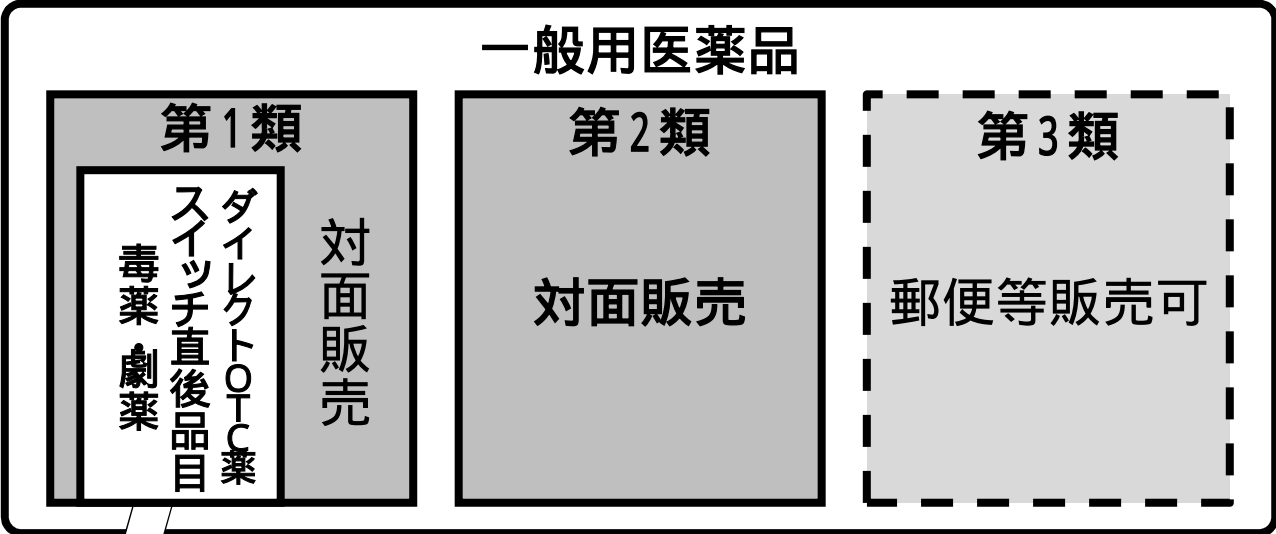 一般用医薬品
第1類
ダイレクトOTC薬
スイッチ直後品目
毒薬・劇薬
対面販売
第2類
対面販売
第3類
郵便等販売可